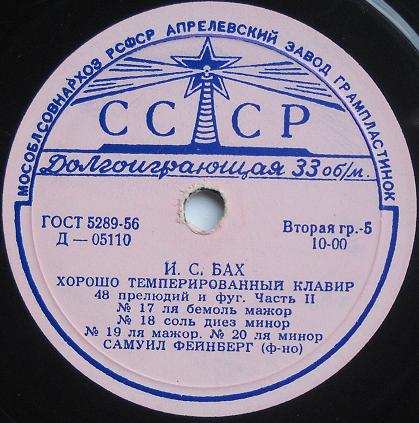 МОСОБЛСОВНАРХОЗ РСФСР АПРЕЛЕВСКИЙ ЗАВОД ГРАМПЛАСТИНОК
СССР
Долгоиграющая 33 об/м.
ГОСТ 5289-56
Д — 05110
Вторая гр.-5
10-00
И. С. БАХ
ХОРОШО ТЕМПЕРИРОВАННЫЙ КЛАВИР
48 прелюдий и фуг. Часть II
№ 17 ля бемоль мажор
№ 18 соль диез минор
№ 19 ля мажор. № 20 ля минор
САМУИЛ ФЕЙНБЕРГ (ф-но)